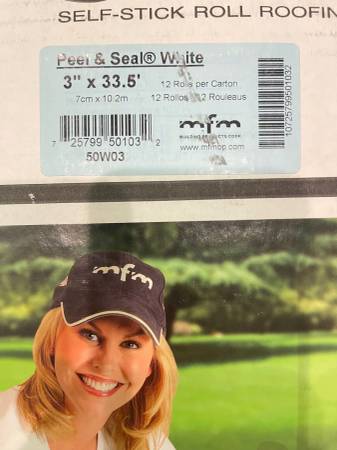 SELF-STICK ROLL ROOFIN
Peel & Seal® White
3" x 33.5'
12 Rolls per Carton
7cm x 10.2m
12 Rollos 12 Rouleaus
mfm
BUILDING PRODUCTS CORP.
www.mfmbp.com
7 25799 50103 2
50W03
10725799501032
mfm